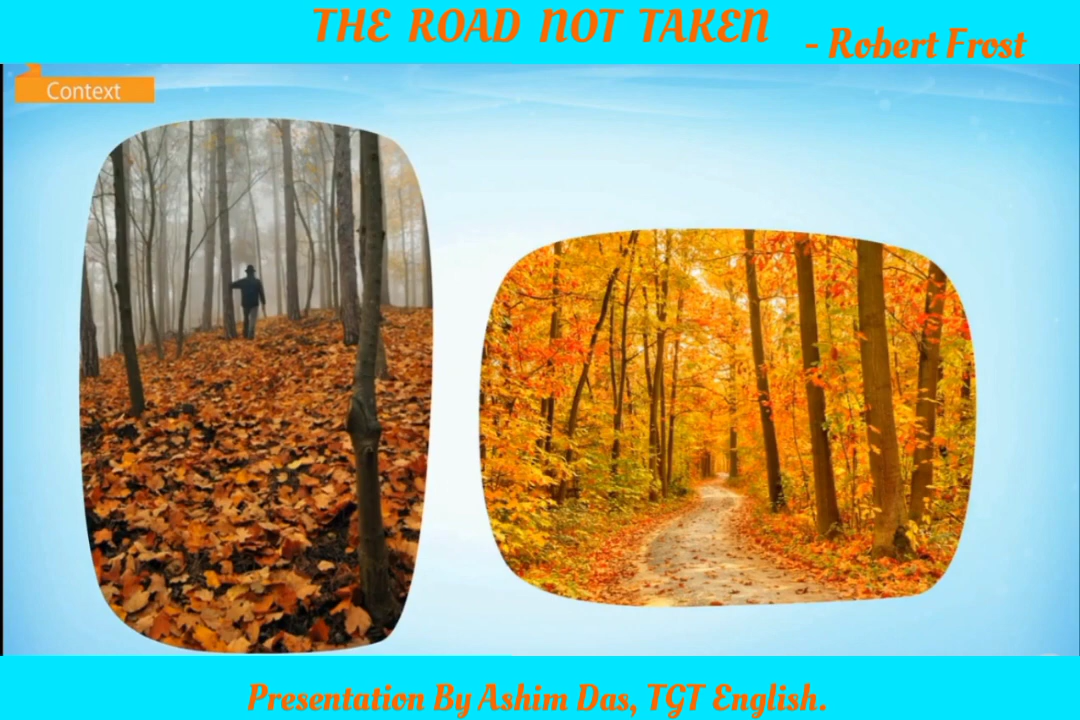 THE ROAD NOT TAKEN
- Robert Frost
Context
Presentation By Ashim Das, TGT English.